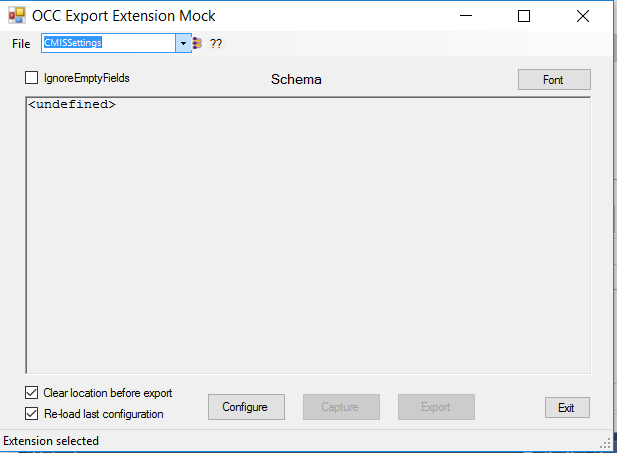 OCC Export Extension Mock
File CMISSettings ??
IgnoreEmptyFields Schema Font
<undefined>
Clear location before export
Re-load last configuration Configure Capture Export Exit
Extension selected